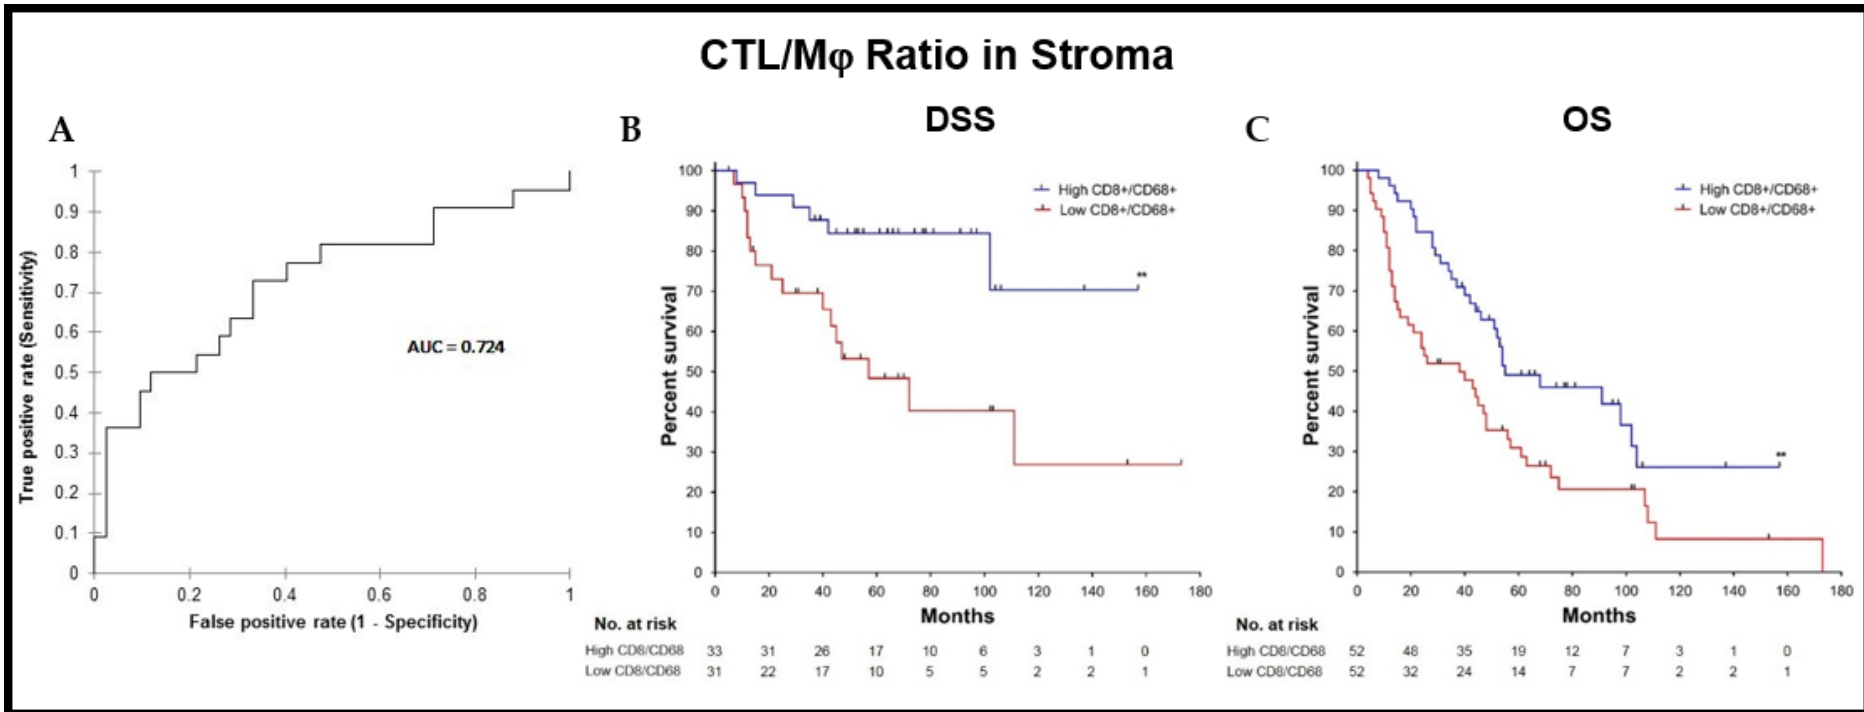 CTL/Mφ Ratio in Stroma
A
True positive rate (Sensitivity)
1
0.9
0.8
0.7
0.6
0.5
0.4
0.3
0.2
0.1
0
AUC = 0.724
0 0.2 0.4 0.6 0.8 1
False positive rate (1 - Specificity)
B
DSS
Percent survival
100
90
80
70
60
50
40
30
20
10
0
High CD8+/CD68+
Low CD8+/CD68+
**
0 20 40 60 80 100 120 140 160 180
Months
No. at risk
High CD8/CD68 33 31 26 17 10 6 3 1 0
Low CD8/CD68 31 22 17 10 5 5 2 2 1
C
OS
Percent survival
100
90
80
70
60
50
40
30
20
10
0
High CD8+/CD68+
Low CD8+/CD68+
**
0 20 40 60 80 100 120 140 160 180
Months
No. at risk
High CD8/CD68 52 48 35 19 12 7 3 1 0
Low CD8/CD68 52 32 24 14 7 7 2 2 1